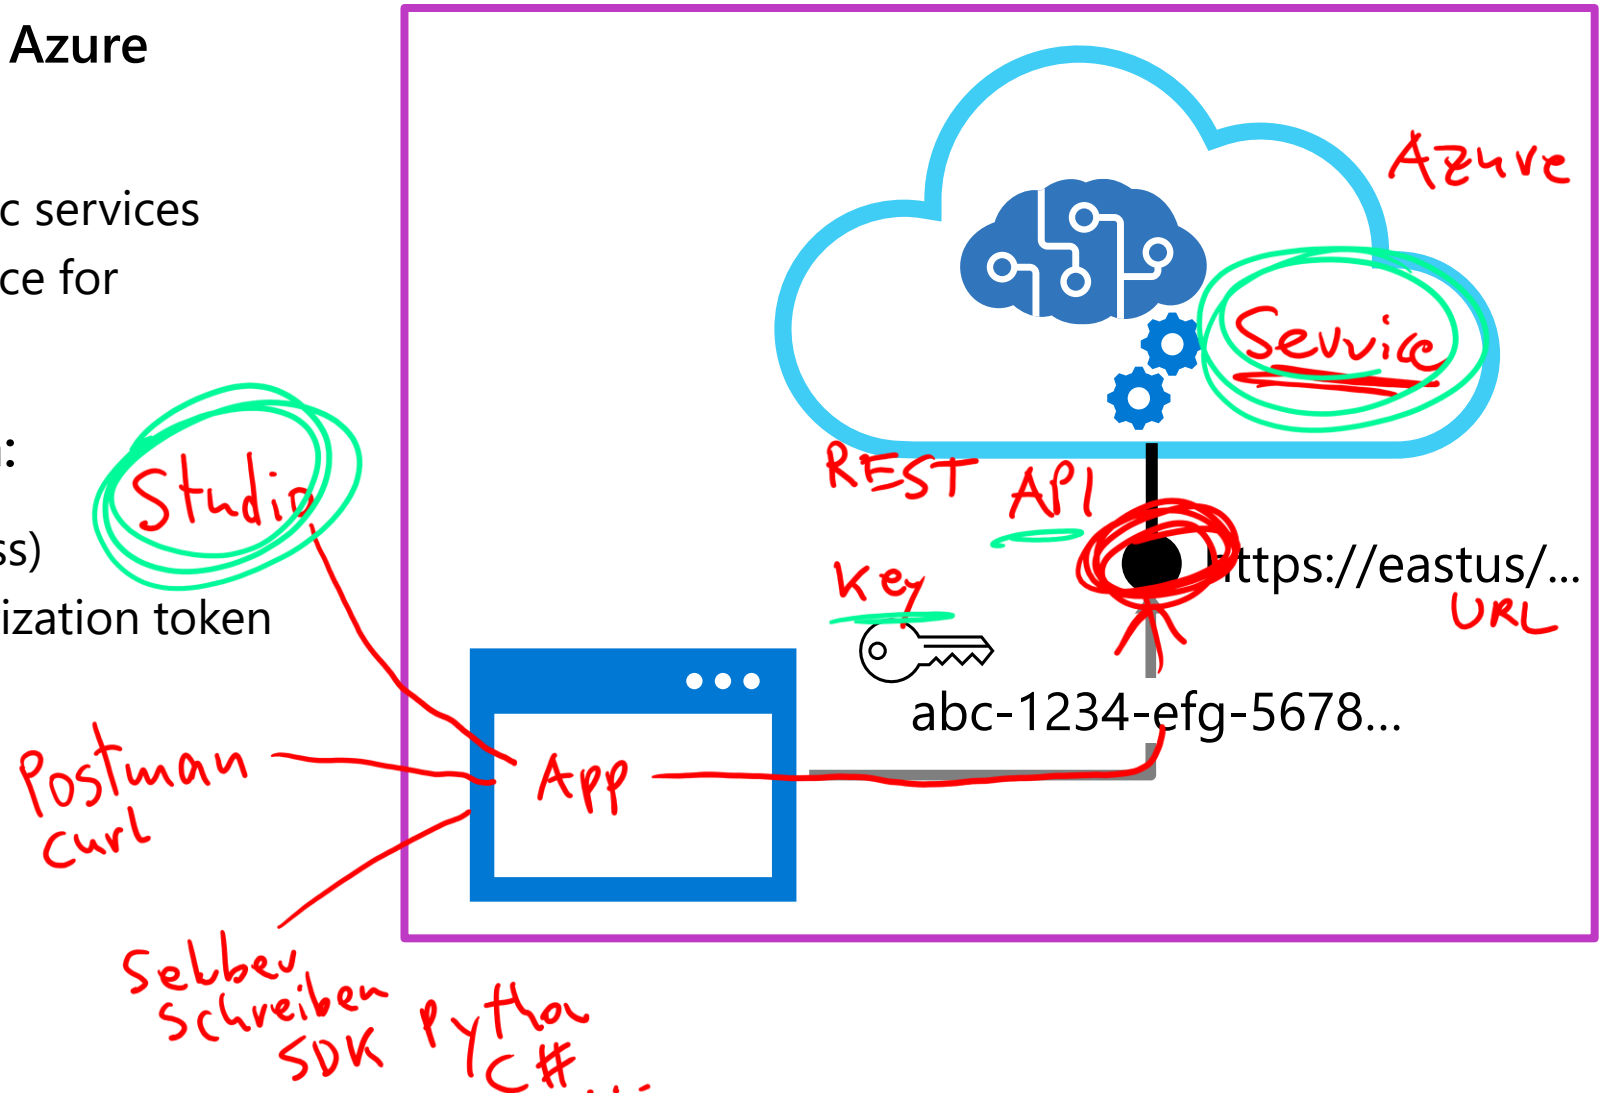 Azure
c services
ce for
:
ss)
ization token
Studio
Postman
curl
Selber
Schreiben
SDK Python
C# ...
App
Azure
Service
REST API
Key
https://eastus/...
URL
abc-1234-efg-5678...